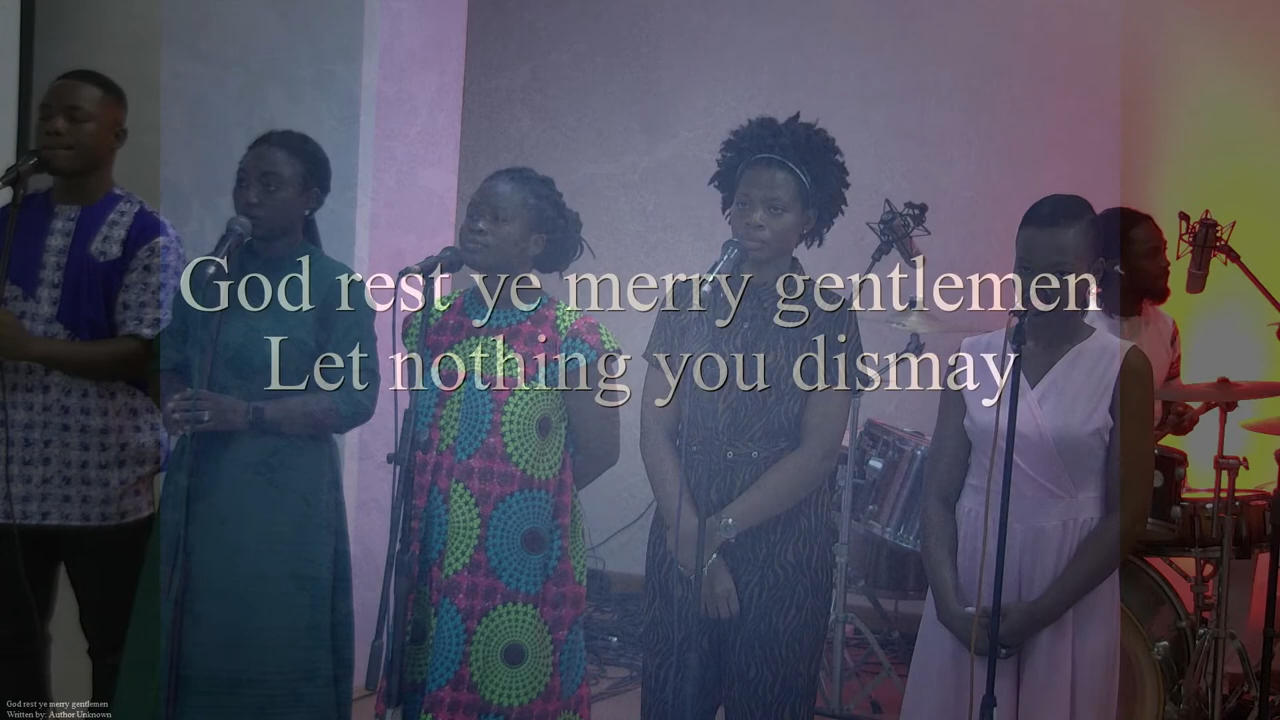 God rest ye merry gentlemen
Let nothing you dismay
God rest ye merry gentlemen
Written by: Author Unknown